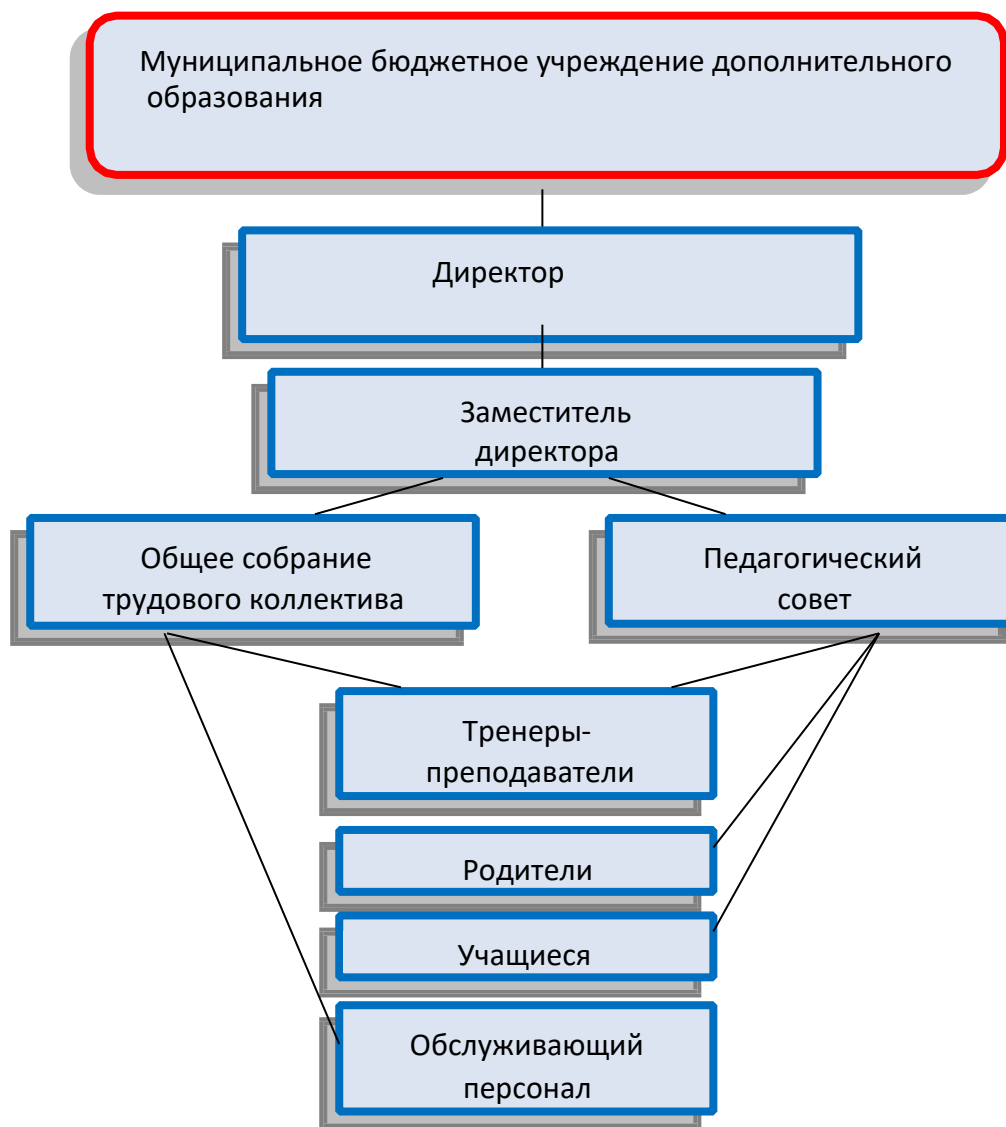 Муниципальное бюджетное учреждение дополнительного
образования
Директор
Заместитель
директора
Общее собрание
трудового коллектива
Педагогический
совет
Тренеры-
преподаватели
Родители
Учащиеся
Обслуживающий
персонал